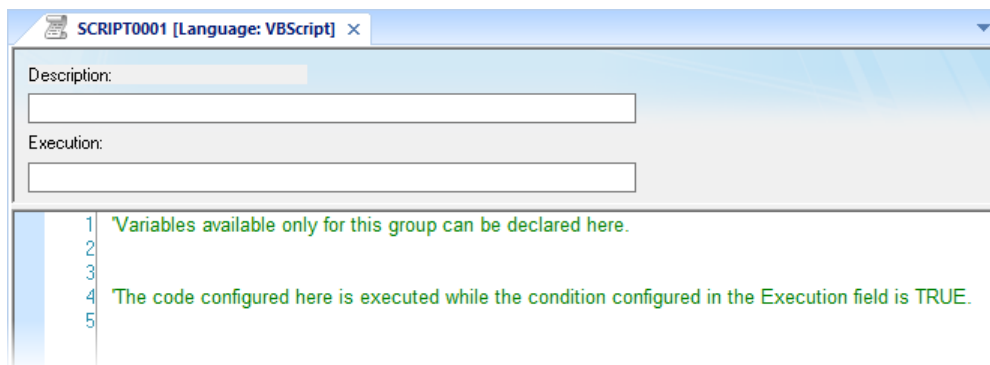 SCRIPT0001 [Language: VBScript] ×
Description:
Execution:
1 'Variables available only for this group can be declared here.
2
3
4 'The code configured here is executed while the condition configured in the Execution field is TRUE.
5